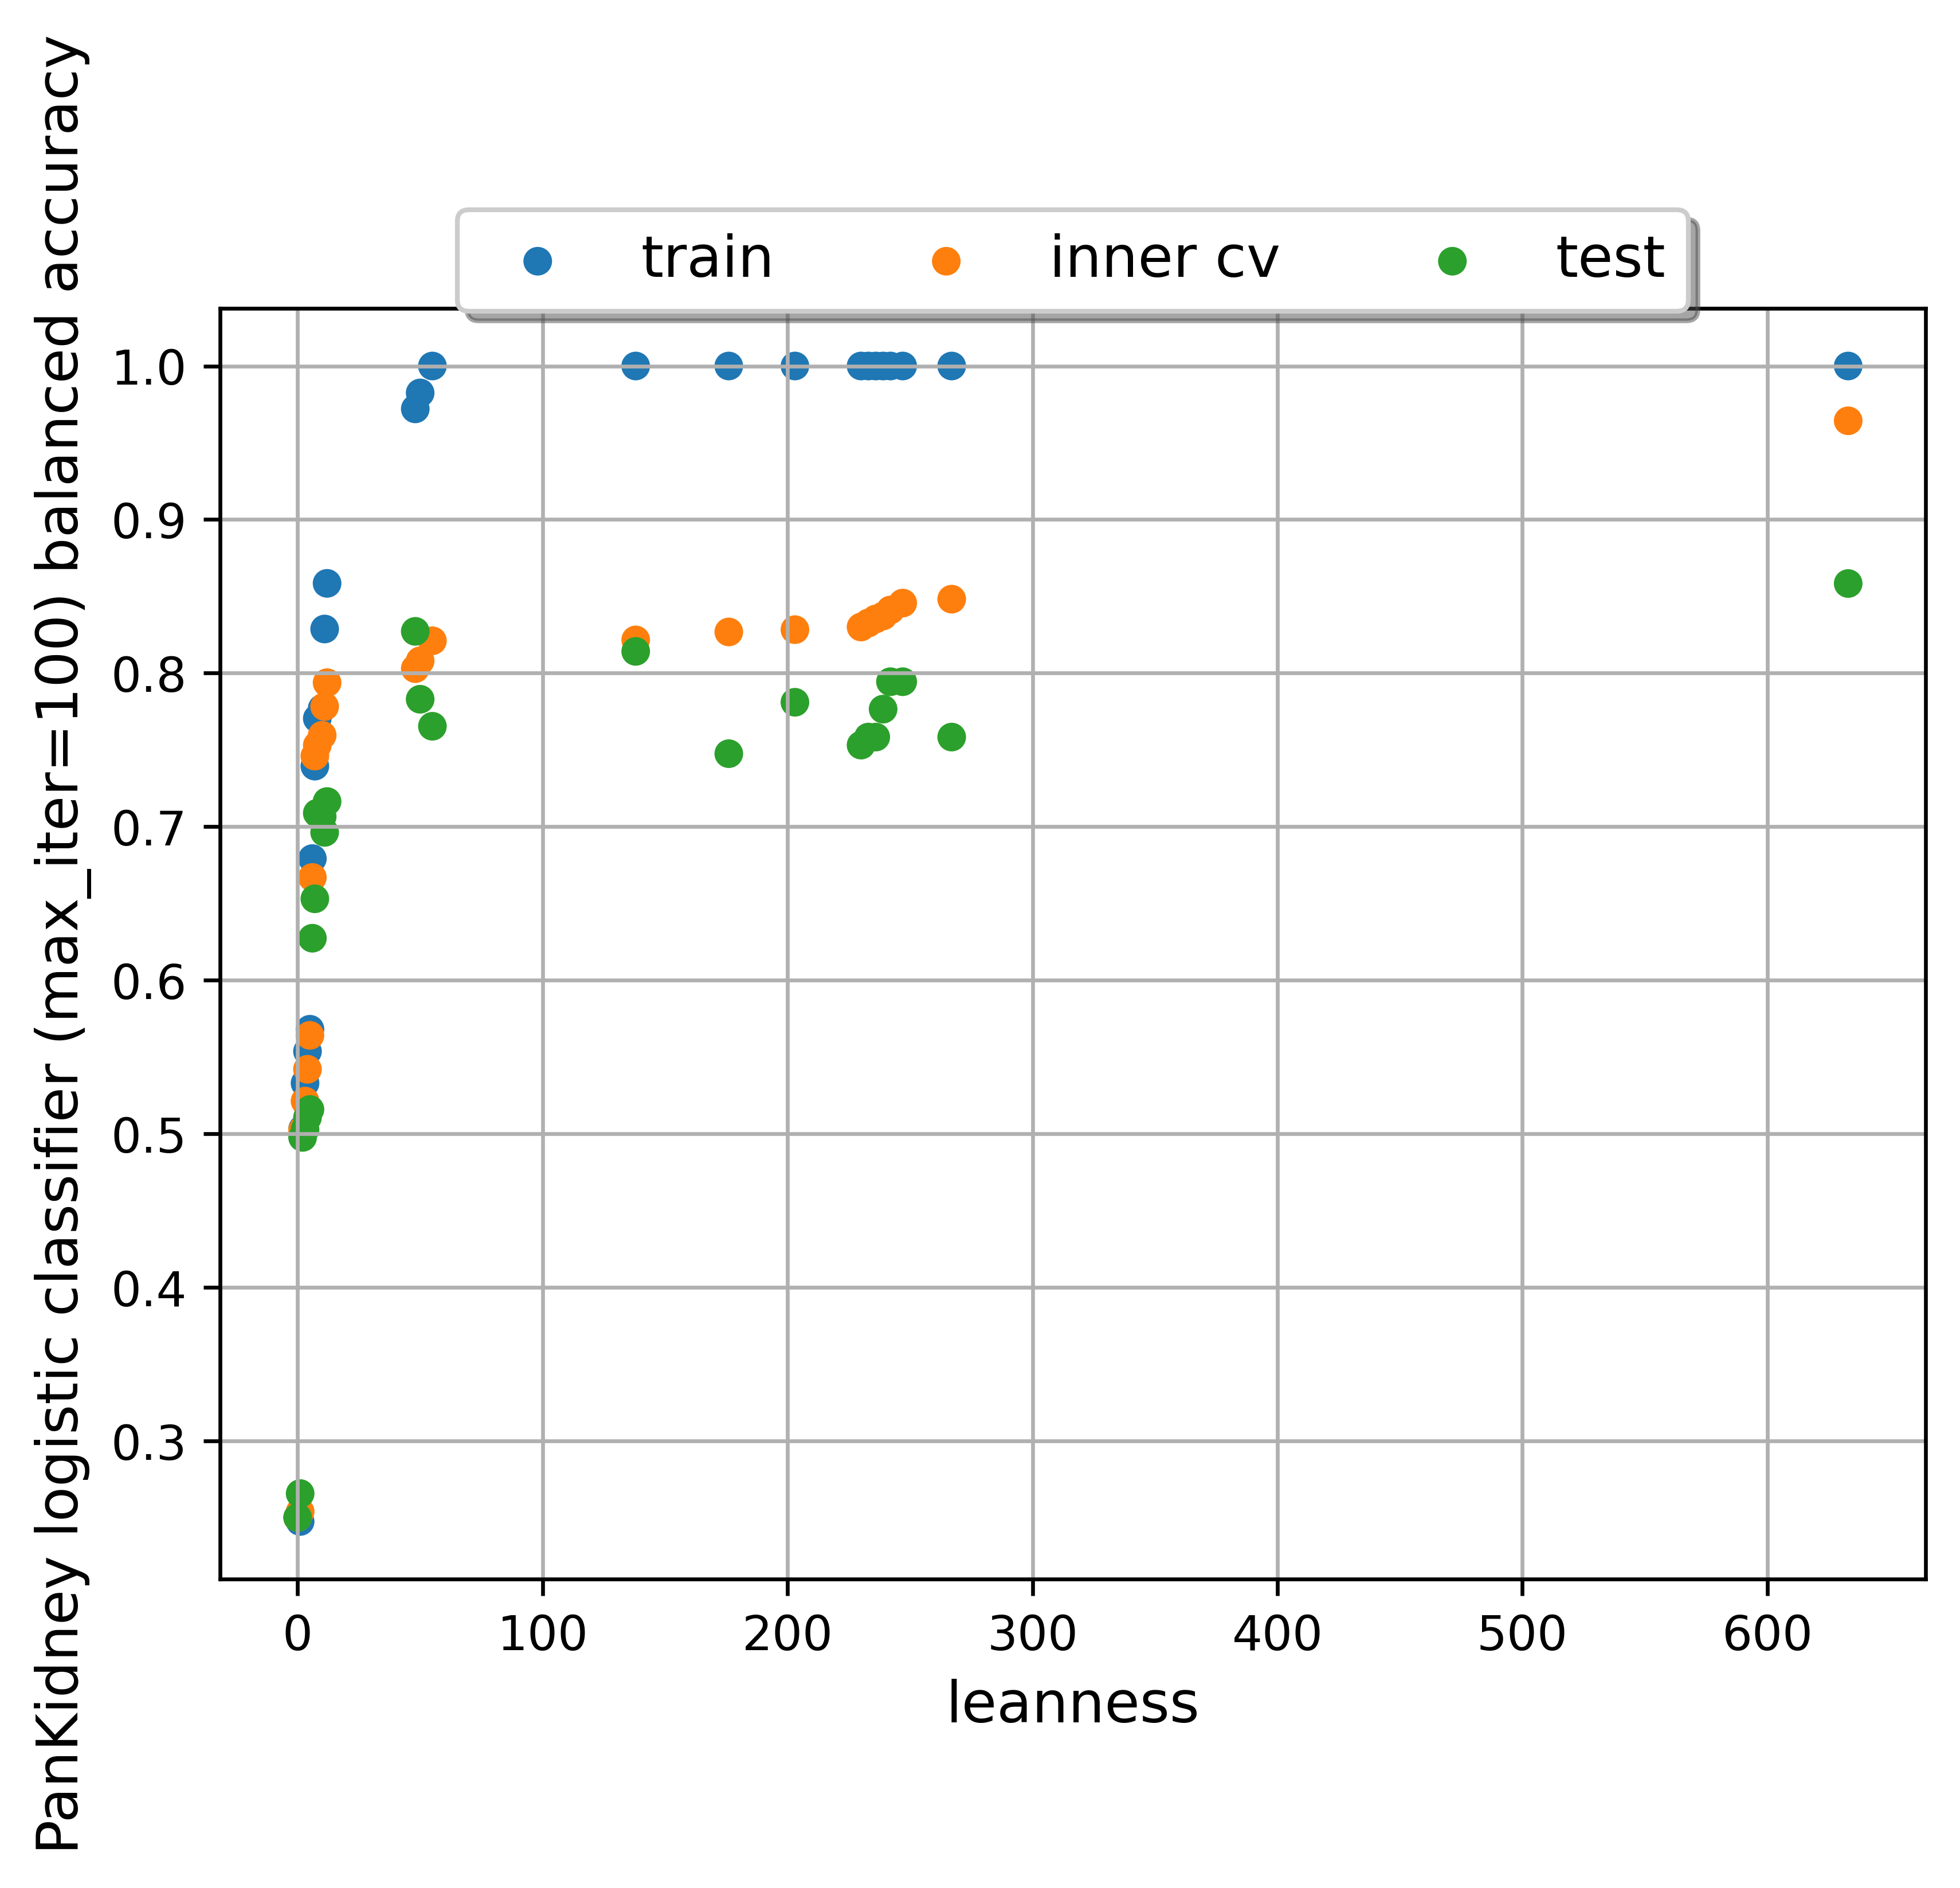 PanKidney logistic classifier (max_iter=100) balanced accuracy
train inner cv test
1.0
0.9
0.8
0.7
0.6
0.5
0.4
0.3
0 100 200 300 400 500 600
leanness